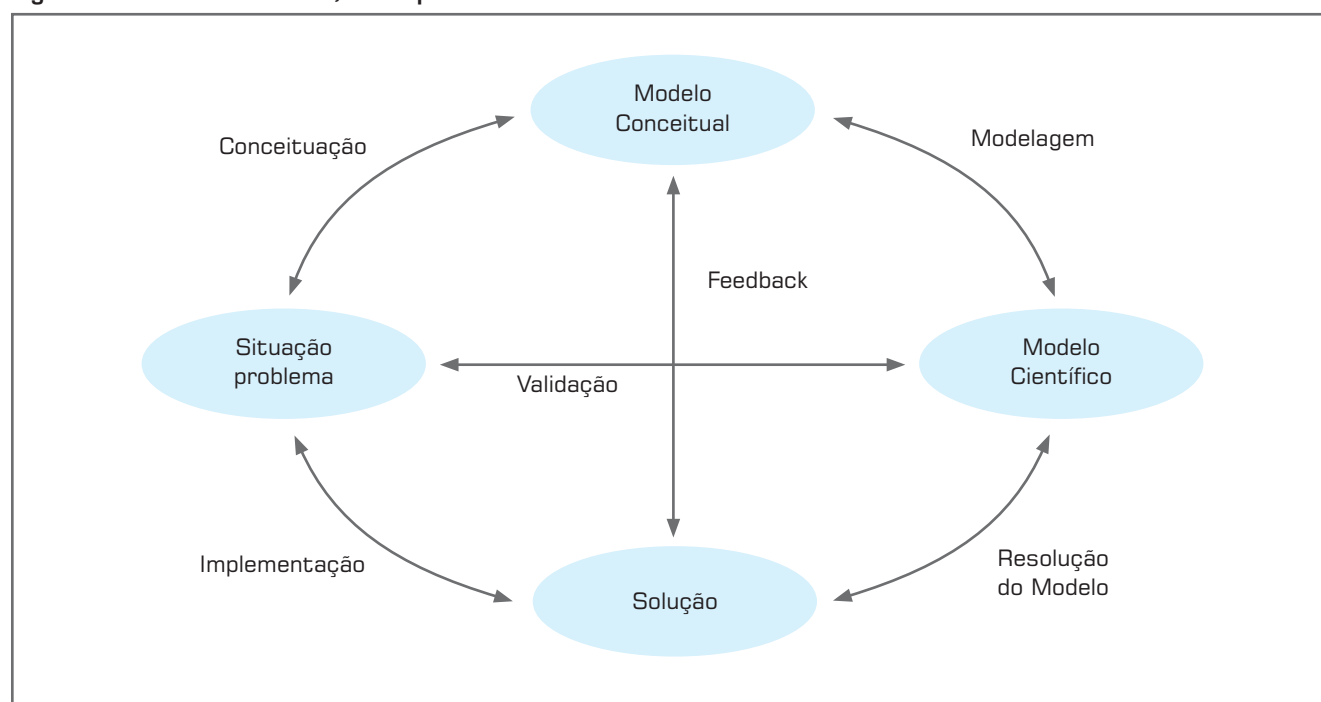 Modelo
Conceitual
Conceituação
Modelagem
Feedback
Situação
problema
Validação
Modelo
Científico
Implementação
Solução
Resolução
do Modelo